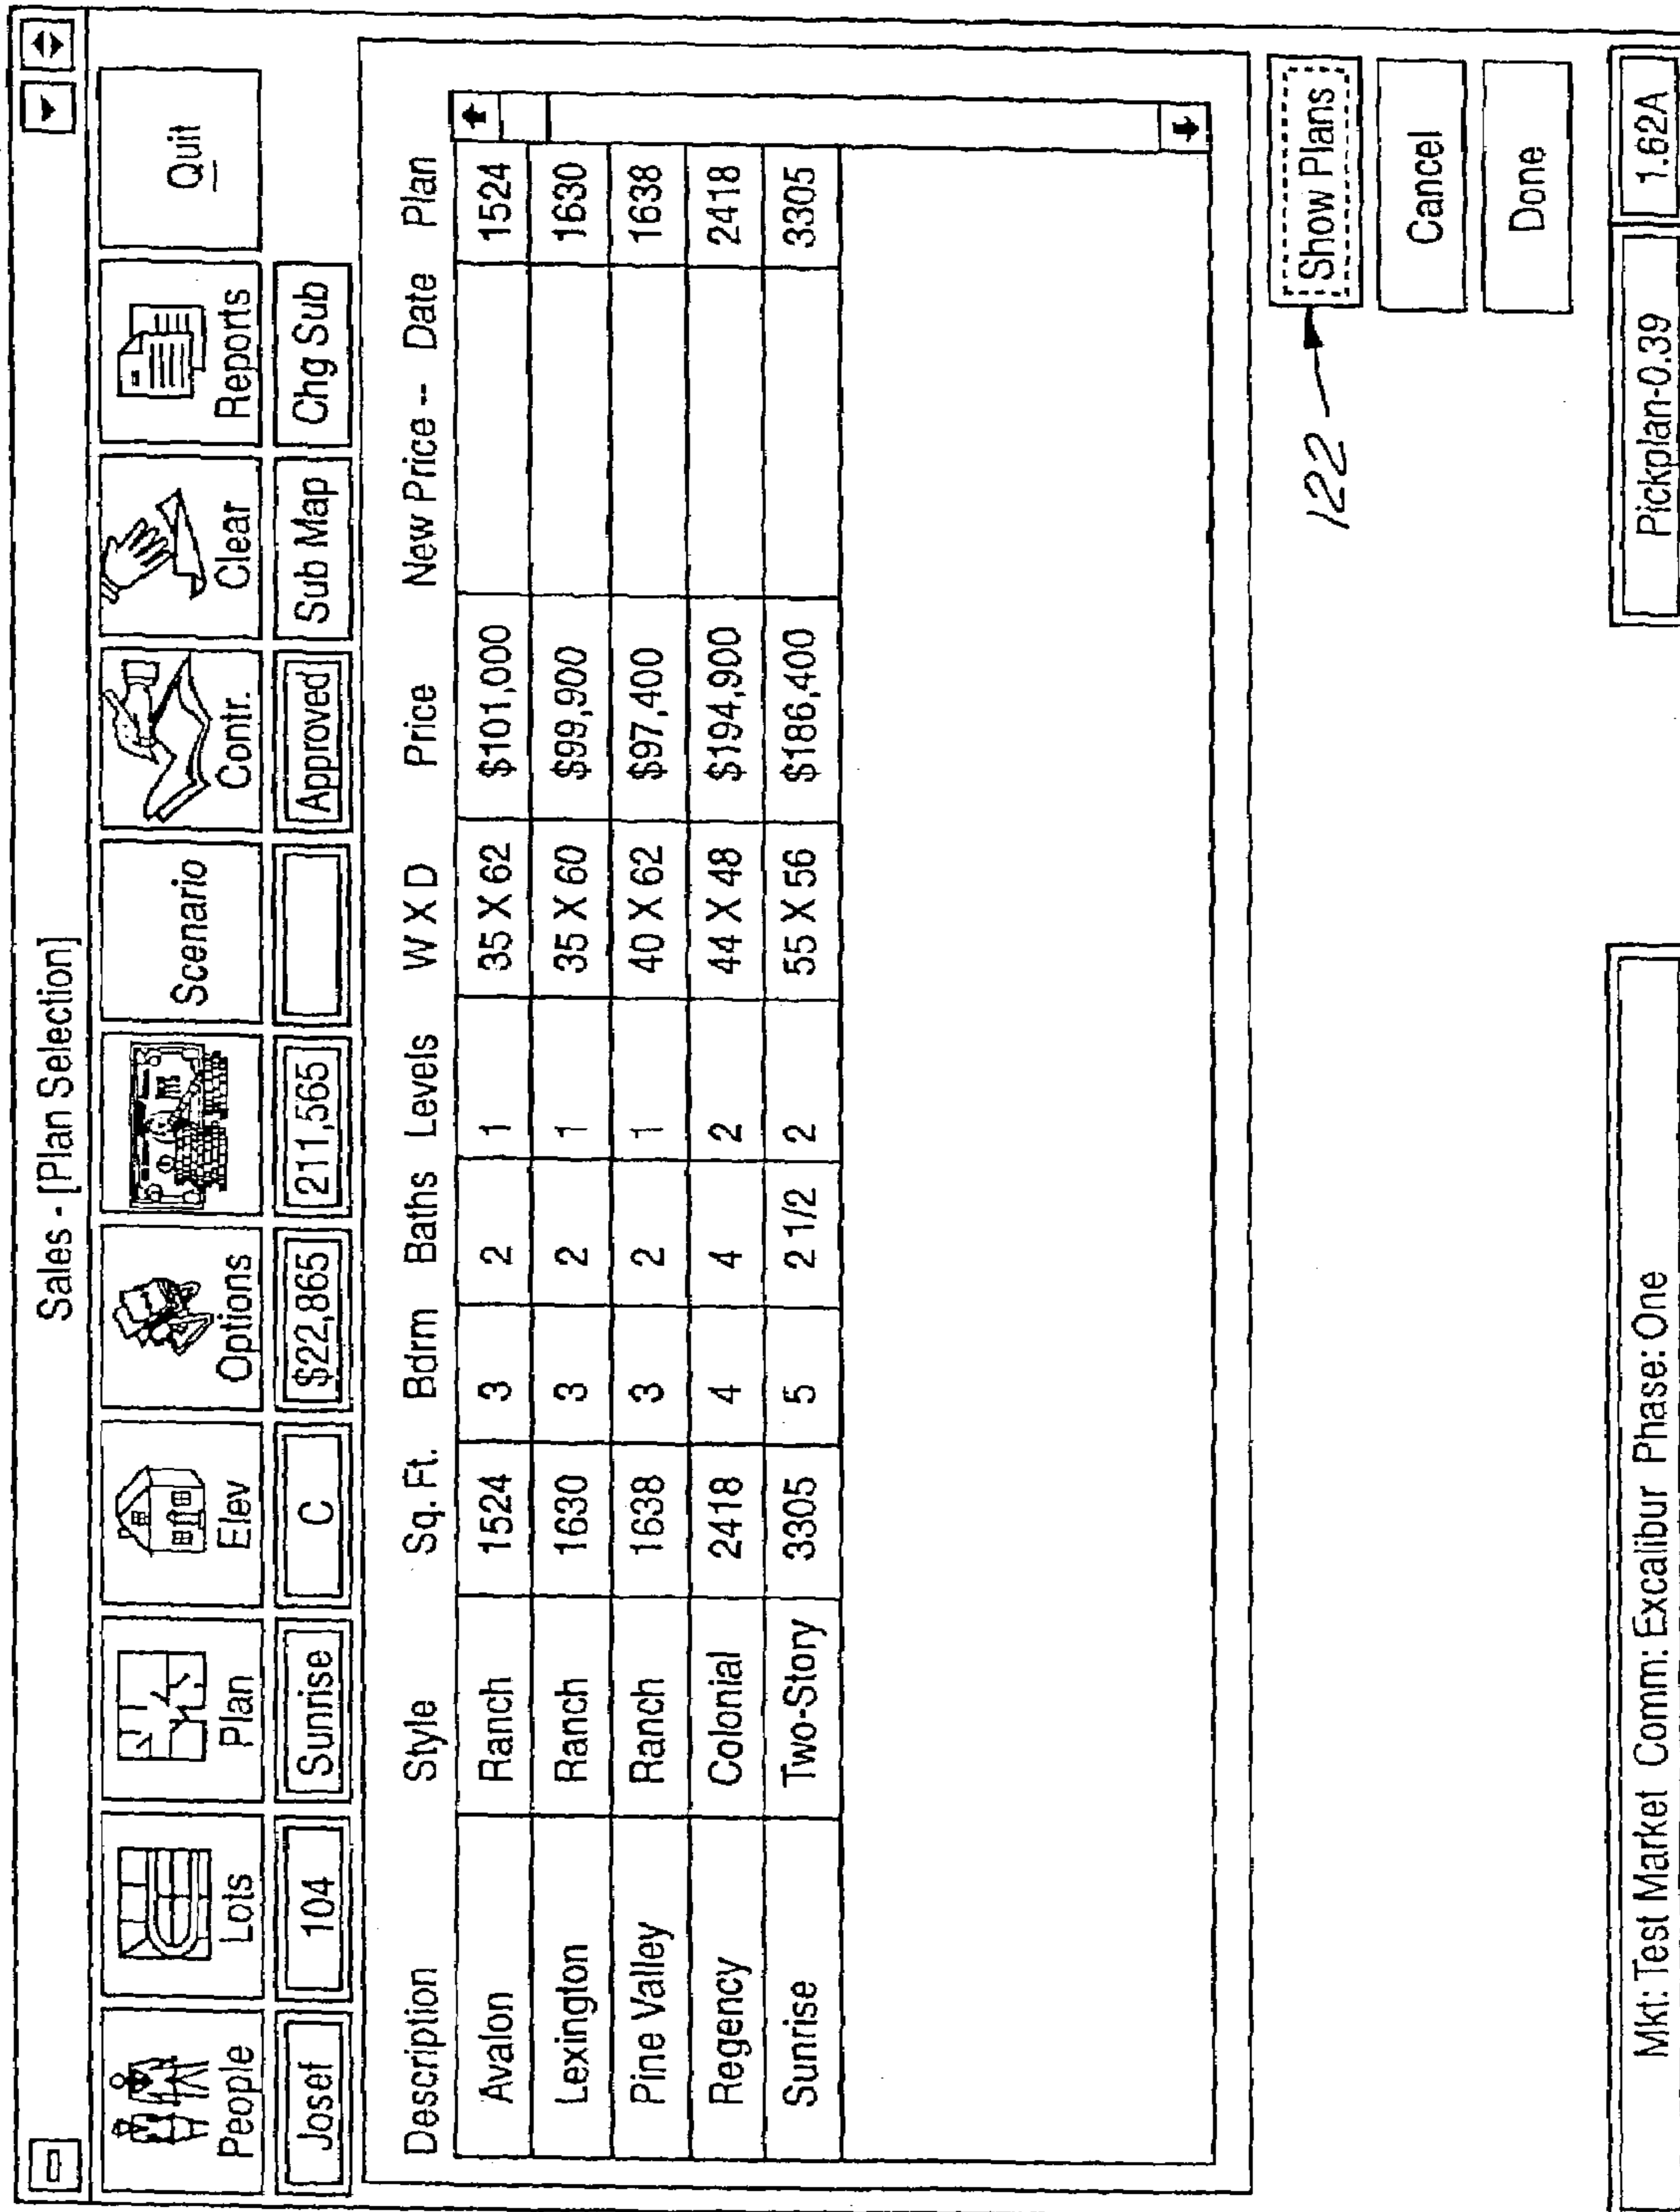 Sales - [Plan Selection]
People Lots Plan Elev Options Scenario Contr. Clear Reports Quit
Josef 104 Sunrise C $22,865 211,565 Approved Sub Map Chg Sub
Description Style Sq. Ft. Bdrm Baths Levels W X D Price New Price -- Date Plan
Avalon Ranch 1524 3 2 1 35 X 62 $101,000 1524
Lexington Ranch 1630 3 2 1 35 X 60 $99,900 1630
Pine Valley Ranch 1638 3 2 1 40 X 62 $97,400 1638
Regency Colonial 2418 4 4 2 44 X 48 $194,900 2418
Sunrise Two-Story 3305 5 2 1/2 2 55 X 56 $186,400 3305
122
Show Plans
Cancel
Done
Mkt: Test Market Comm: Excalibur Phase: One Pickplan-0.39 1.62A